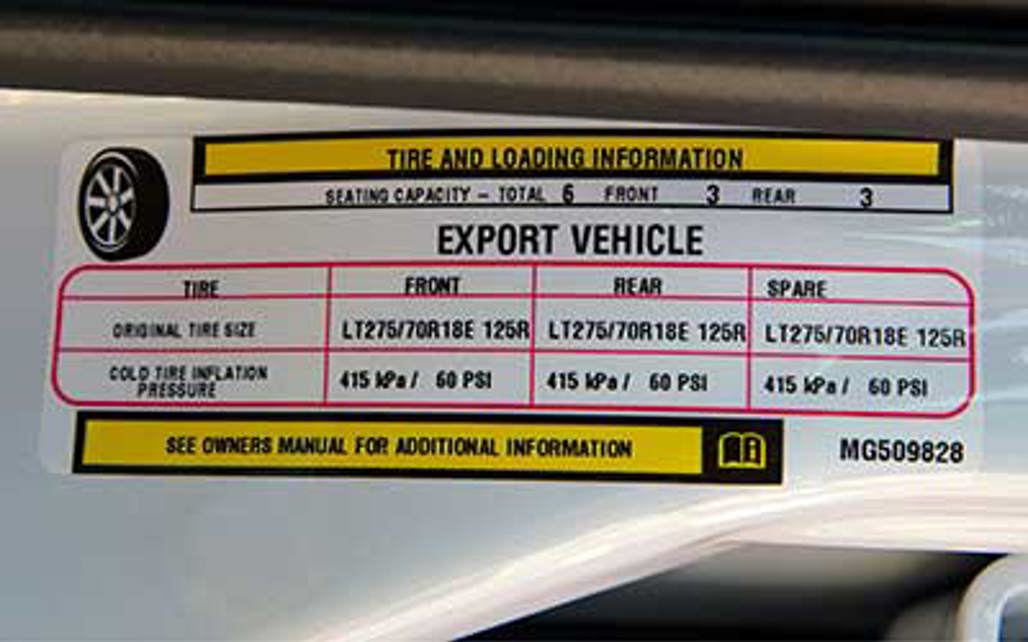 TIRE AND LOADING INFORMATION
SEATING CAPACITY – TOTAL 6 FRONT 3 REAR 3
EXPORT VEHICLE
TIRE FRONT REAR SPARE
ORIGINAL TIRE SIZE LT275/70R18E 125R LT275/70R18E 125R LT275/70R18E 125R
COLD TIRE INFLATION
PRESSURE 415 kPa / 60 PSI 415 kPa / 60 PSI 415 kPa / 60 PSI
SEE OWNERS MANUAL FOR ADDITIONAL INFORMATION
MG509828